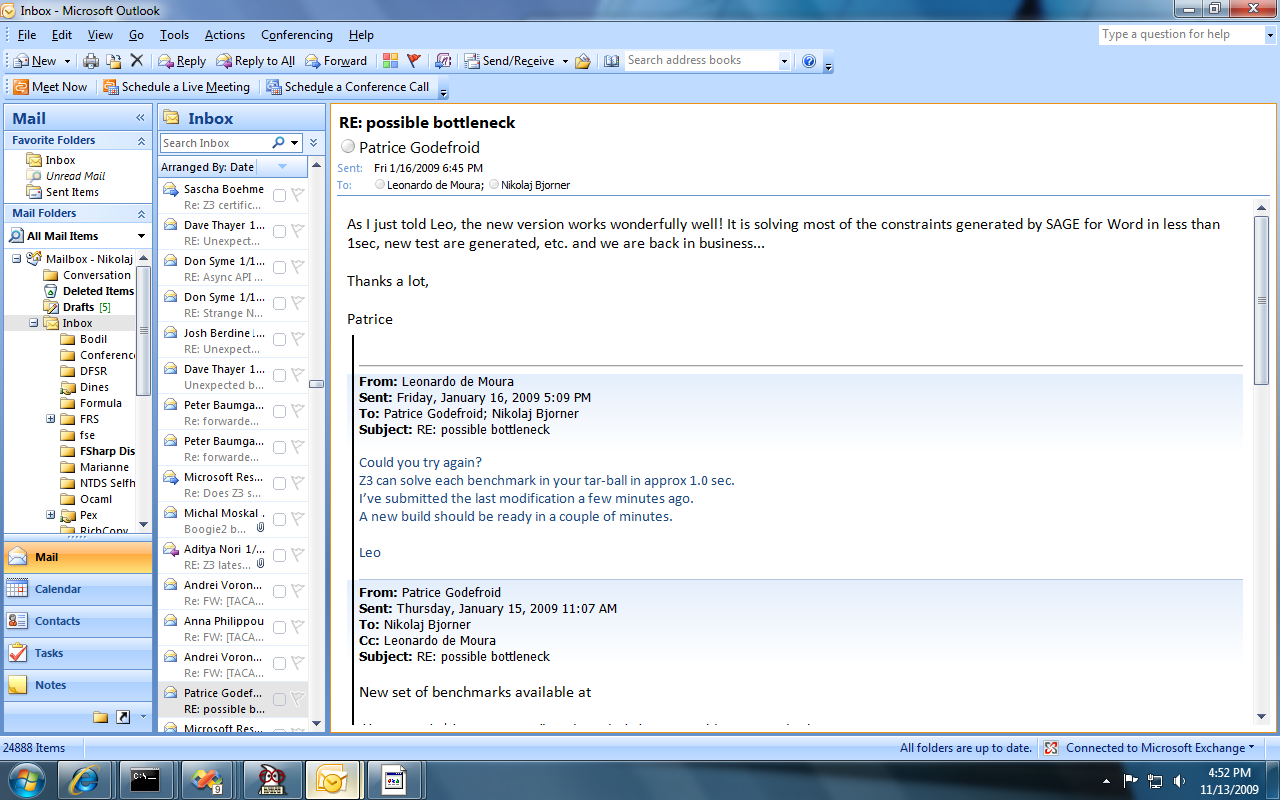 Inbox - Microsoft Outlook
File Edit View Go Tools Actions Conferencing Help
Type a question for help
New Reply Reply to All Forward Send/Receive Search address books
Meet Now Schedule a Live Meeting Schedule a Conference Call
Mail
Favorite Folders
Inbox
Unread Mail
Sent Items
Mail Folders
All Mail Items
Mailbox - Nikolaj
Conversation
Deleted Items
Drafts [5]
Inbox
Bodil
Conference
DFSR
Dines
Formula
FRS
fse
FSharp Dis
Marianne
NTDS Selfh
Ocaml
Pex
RichCopy
Mail
Calendar
Contacts
Tasks
Notes
Inbox
Search Inbox
Arranged By: Date
Sascha Boehme
Re: Z3 certific...
Dave Thayer 1...
RE: Unexpect...
Don Syme 1/1...
RE: Async API ...
Don Syme 1/1...
RE: Strange N...
Josh Berdine ...
RE: Unexpect...
Dave Thayer 1...
Unexpected b...
Peter Baumga...
Re: forwarde...
Peter Baumga...
Re: forwarde...
Microsoft Res...
Re: Does Z3 s...
Michal Moskal .
Boogie2 b...
Aditya Nori 1/...
RE: Z3 lates...
Andrei Voron...
Re: FW: [TACA...
Anna Philippou
Re: FW: [TACA...
Andrei Voron...
Re: FW: [TACA...
Patrice Godef...
RE: possible b...
Microsoft Res...
RE: possible bottleneck
Patrice Godefroid
Sent: Fri 1/16/2009 6:45 PM
To: Leonardo de Moura; Nikolaj Bjorner
As I just told Leo, the new version works wonderfully well! It is solving most of the constraints generated by SAGE for Word in less than
1sec, new test are generated, etc. and we are back in business...
Thanks a lot,
Patrice
From: Leonardo de Moura
Sent: Friday, January 16, 2009 5:09 PM
To: Patrice Godefroid; Nikolaj Bjorner
Subject: RE: possible bottleneck
Could you try again?
Z3 can solve each benchmark in your tar-ball in approx 1.0 sec.
I've submitted the last modification a few minutes ago.
A new build should be ready in a couple of minutes.
Leo
From: Patrice Godefroid
Sent: Thursday, January 15, 2009 11:07 AM
To: Nikolaj Bjorner
Cc: Leonardo de Moura
Subject: RE: possible bottleneck
New set of benchmarks available at
24888 Items
All folders are up to date. Connected to Microsoft Exchange
C:\
9
4:52 PM
11/13/2009